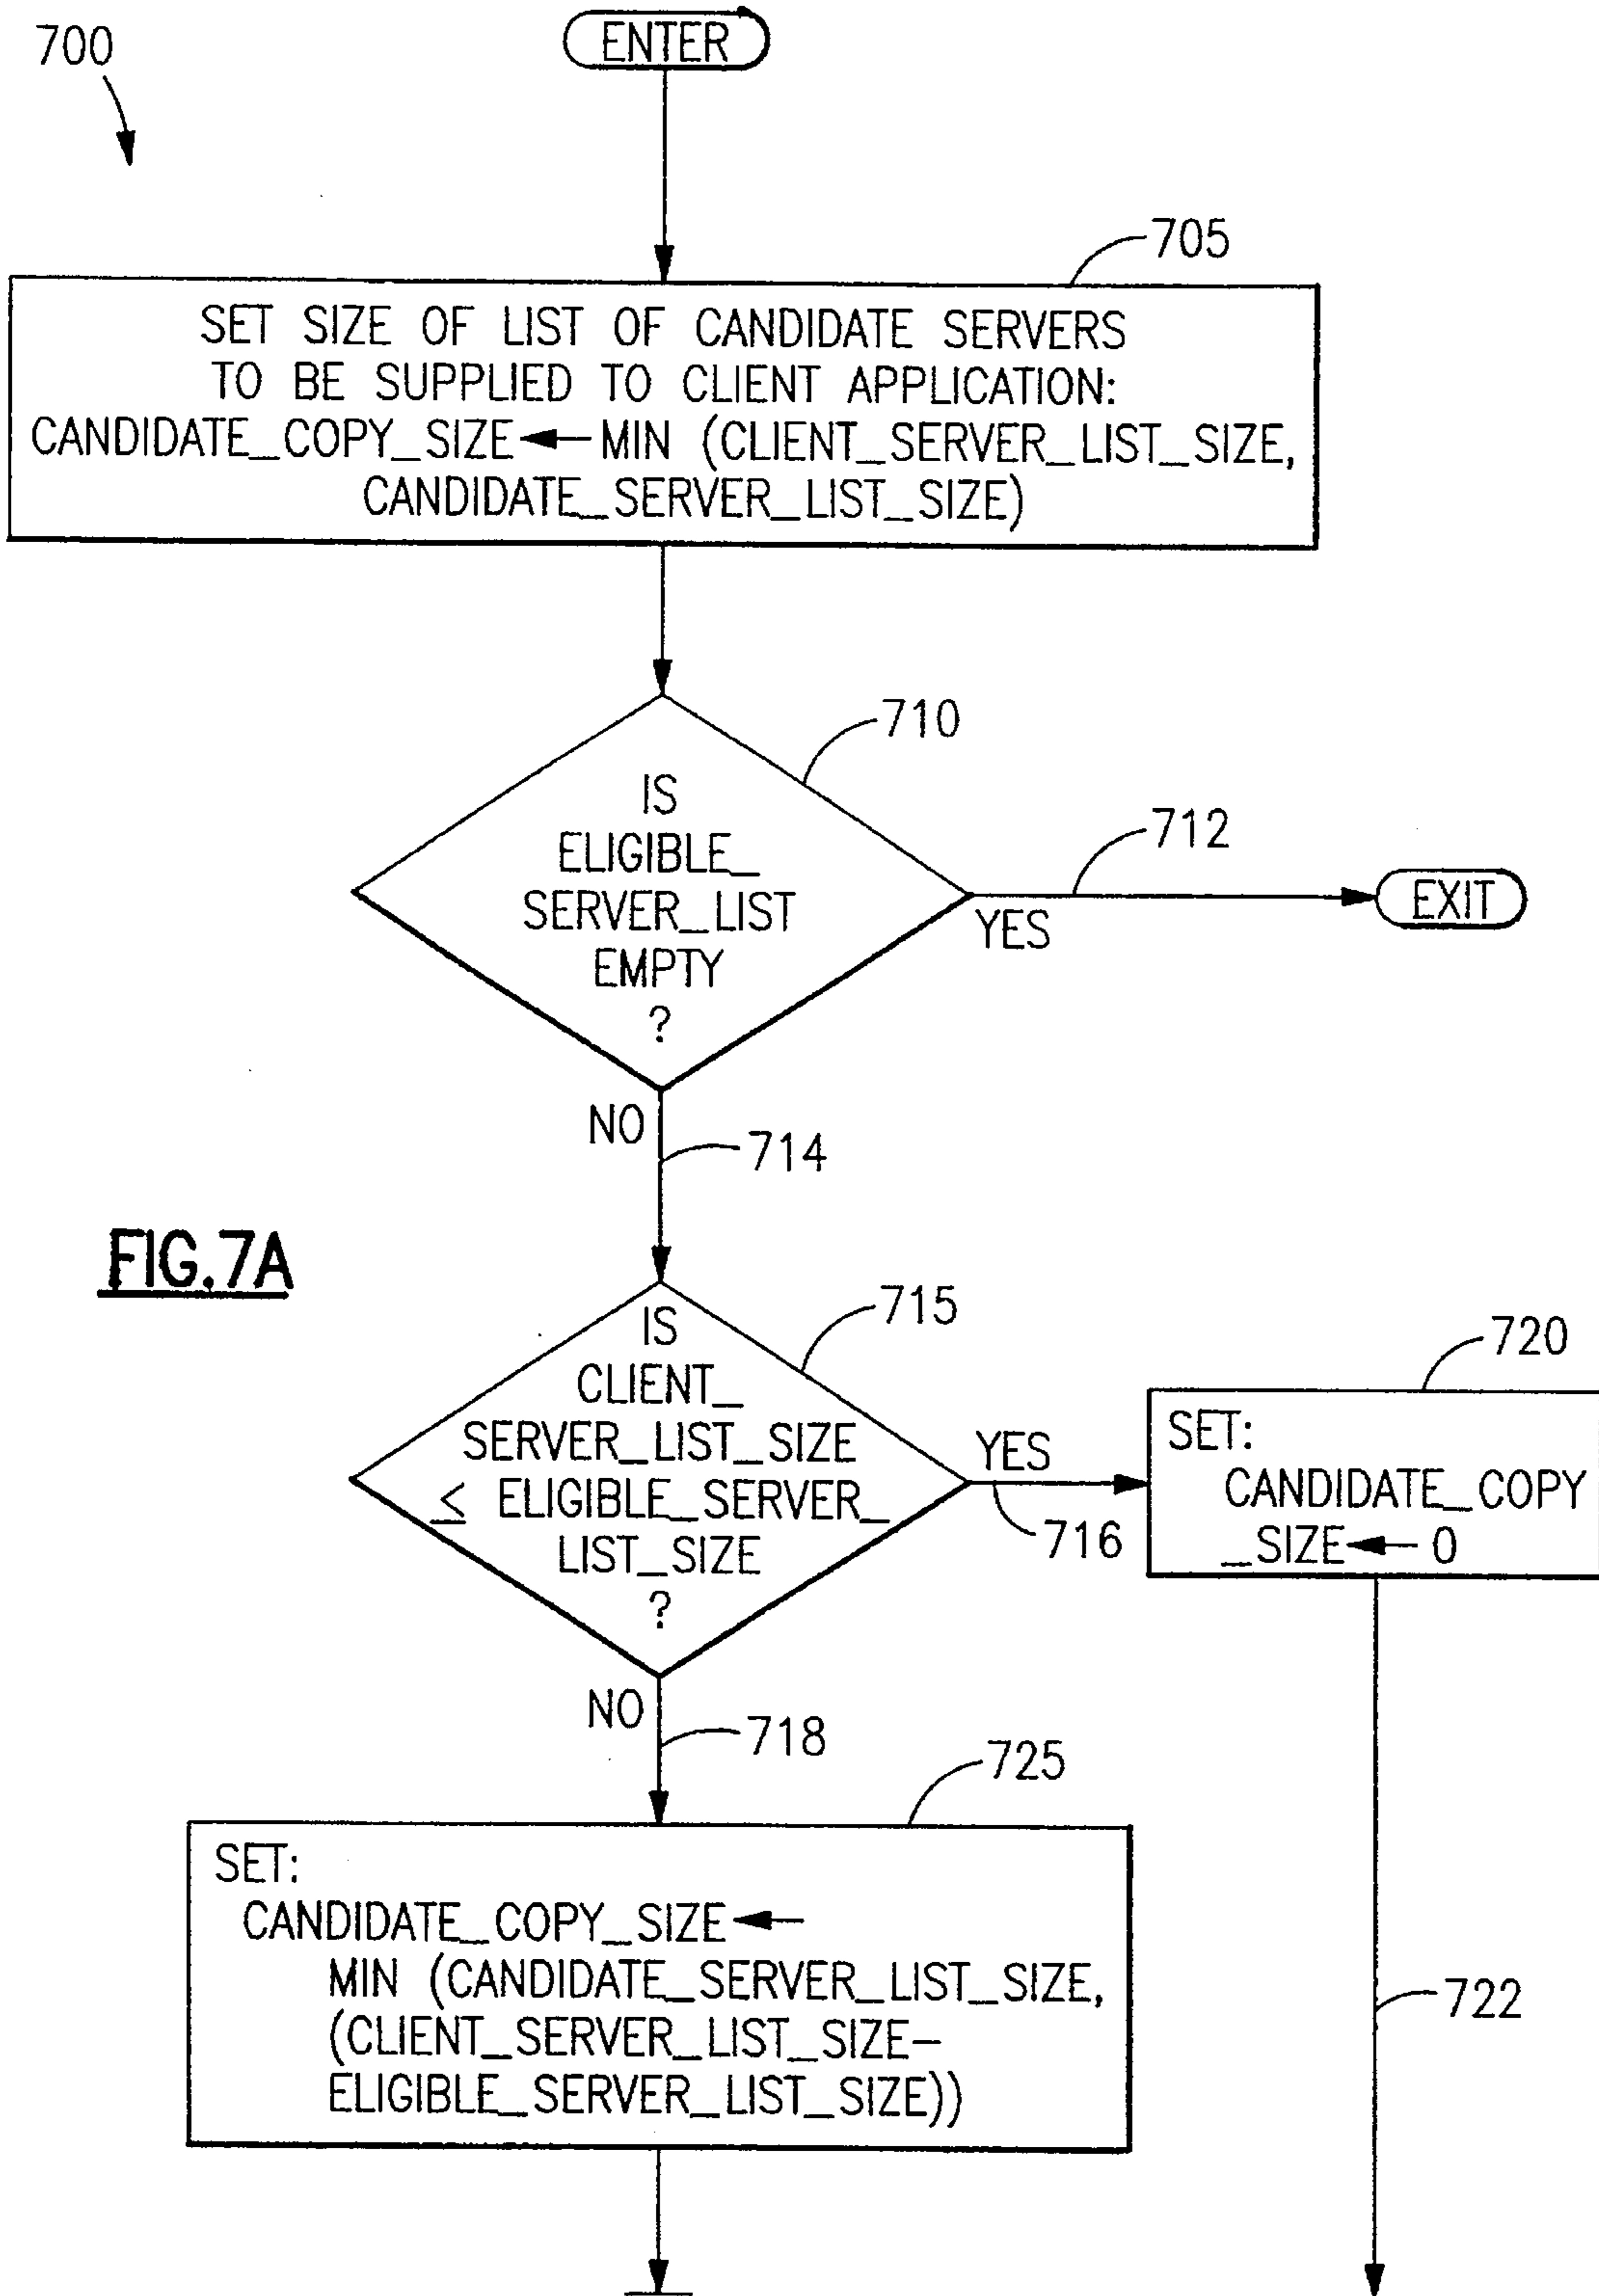 700
ENTER
705
SET SIZE OF LIST OF CANDIDATE SERVERS
TO BE SUPPLIED TO CLIENT APPLICATION:
CANDIDATE_COPY_SIZE ← MIN (CLIENT_SERVER_LIST_SIZE,
CANDIDATE_SERVER_LIST_SIZE)
710
IS
ELIGIBLE_
SERVER_LIST
EMPTY
?
712
YES
EXIT
NO
714
FIG.7A
715
IS
CLIENT_
SERVER_LIST_SIZE
≤ ELIGIBLE_SERVER_
LIST_SIZE
?
YES
716
720
SET:
CANDIDATE_COPY
_SIZE ← 0
NO
718
725
SET:
CANDIDATE_COPY_SIZE ←
MIN (CANDIDATE_SERVER_LIST_SIZE,
(CLIENT_SERVER_LIST_SIZE–
ELIGIBLE_SERVER_LIST_SIZE))
722